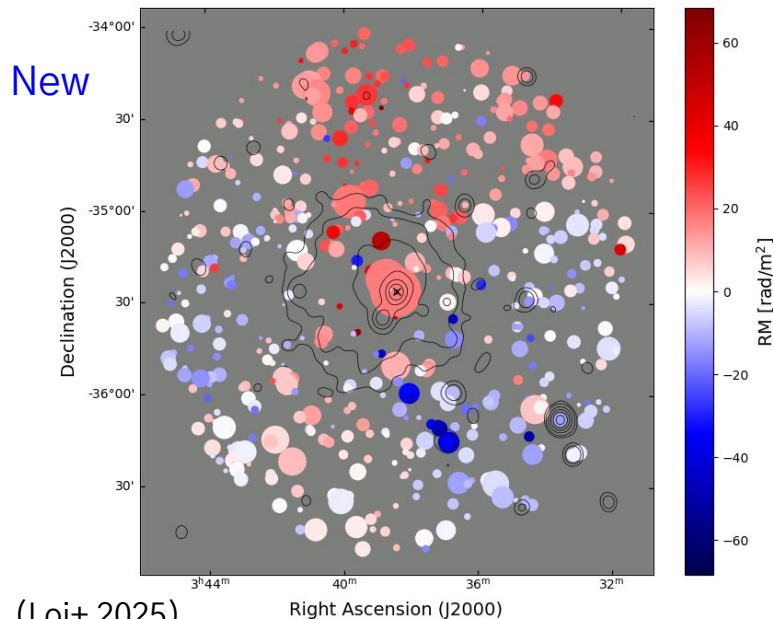 New
-34°00'
30'
-35°00'
30'
-36°00'
30'
Declination (J2000)
3ʰ44ᵐ
40ᵐ
36ᵐ
32ᵐ
Right Ascension (J2000)
60
40
20
0
−20
−40
−60
RM [rad/m²]
(Loi+ 2025)